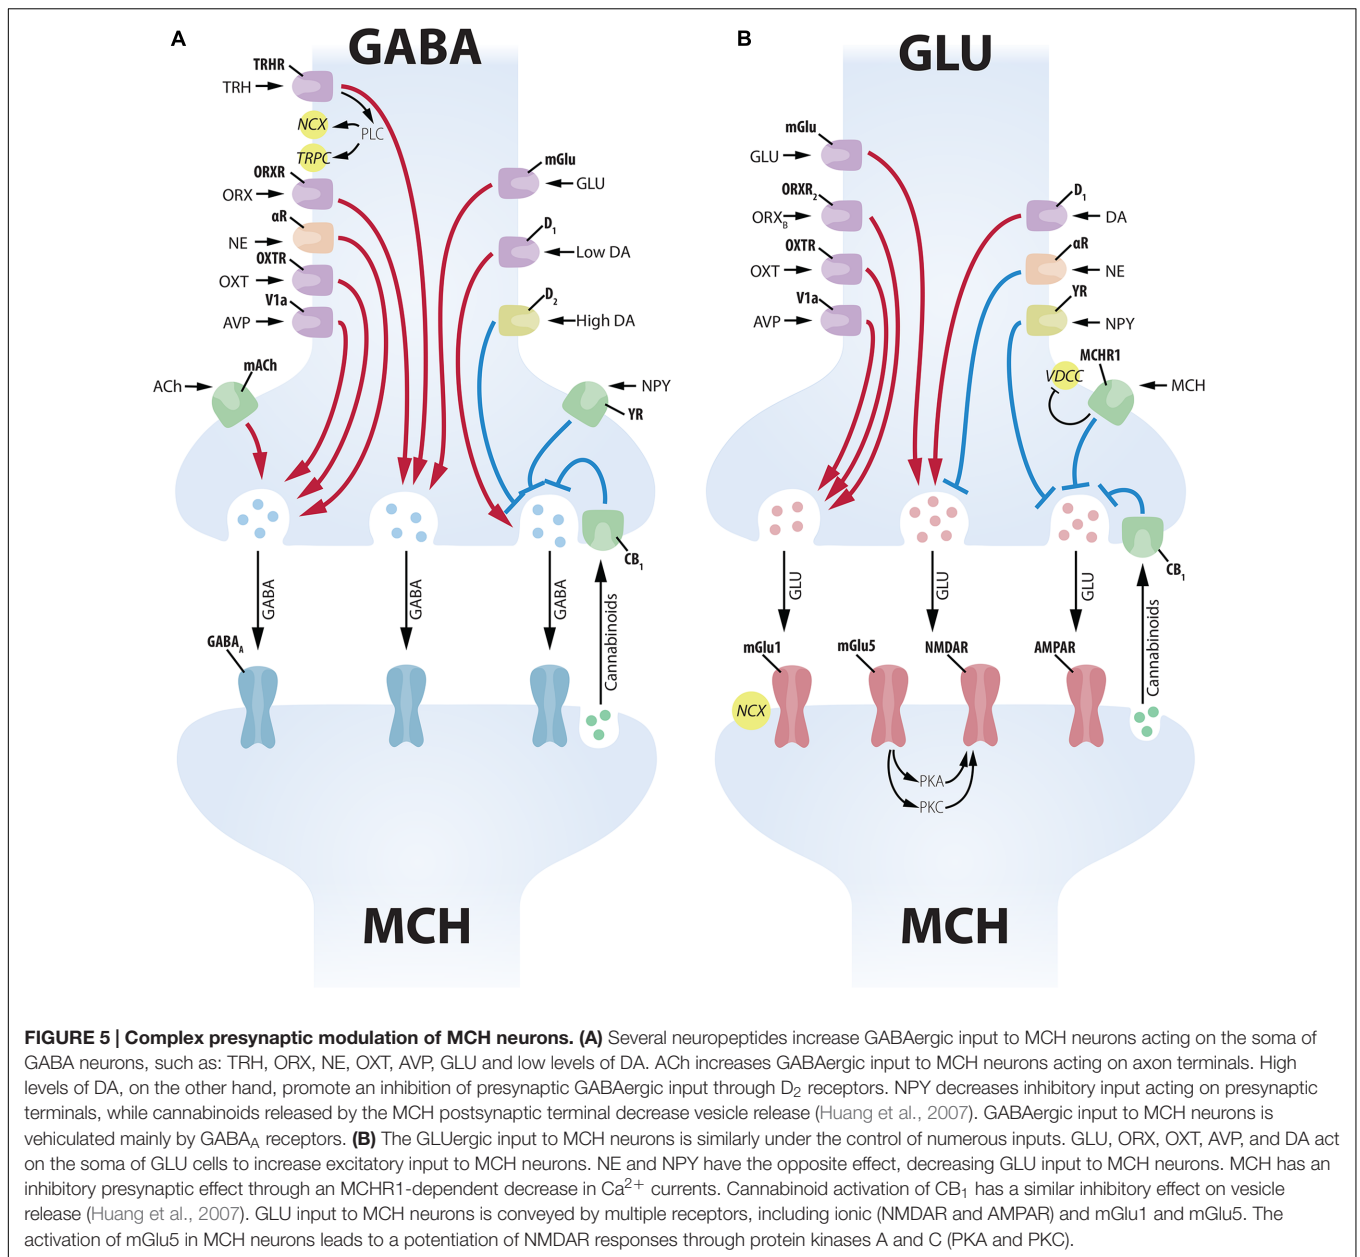 A
GABA
TRHR
TRH
NCX
PLC
TRPC
ORXR
ORX
αR
NE
OXTR
OXT
V1a
AVP
mACh
ACh
mGlu
GLU
D1
Low DA
D2
High DA
NPY
YR
CB1
GABA
GABA
GABA
Cannabinoids
GABAA
MCH
B
GLU
mGlu
GLU
ORXR2
ORXB
OXTR
OXT
V1a
AVP
D1
DA
αR
NE
YR
NPY
MCHR1
VDCC
MCH
CB1
GLU
GLU
GLU
Cannabinoids
mGlu1
mGlu5
NMDAR
AMPAR
NCX
PKA
PKC
MCH
FIGURE 5 | Complex presynaptic modulation of MCH neurons. (A) Several neuropeptides increase GABAergic input to MCH neurons acting on the soma of
GABA neurons, such as: TRH, ORX, NE, OXT, AVP, GLU and low levels of DA. ACh increases GABAergic input to MCH neurons acting on axon terminals. High
levels of DA, on the other hand, promote an inhibition of presynaptic GABAergic input through D2 receptors. NPY decreases inhibitory input acting on presynaptic
terminals, while cannabinoids released by the MCH postsynaptic terminal decrease vesicle release (Huang et al., 2007). GABAergic input to MCH neurons is
vehiculated mainly by GABAA receptors. (B) The GLUergic input to MCH neurons is similarly under the control of numerous inputs. GLU, ORX, OXT, AVP, and DA act
on the soma of GLU cells to increase excitatory input to MCH neurons. NE and NPY have the opposite effect, decreasing GLU input to MCH neurons. MCH has an
inhibitory presynaptic effect through an MCHR1-dependent decrease in Ca2+ currents. Cannabinoid activation of CB1 has a similar inhibitory effect on vesicle
release (Huang et al., 2007). GLU input to MCH neurons is conveyed by multiple receptors, including ionic (NMDAR and AMPAR) and mGlu1 and mGlu5. The
activation of mGlu5 in MCH neurons leads to a potentiation of NMDAR responses through protein kinases A and C (PKA and PKC).